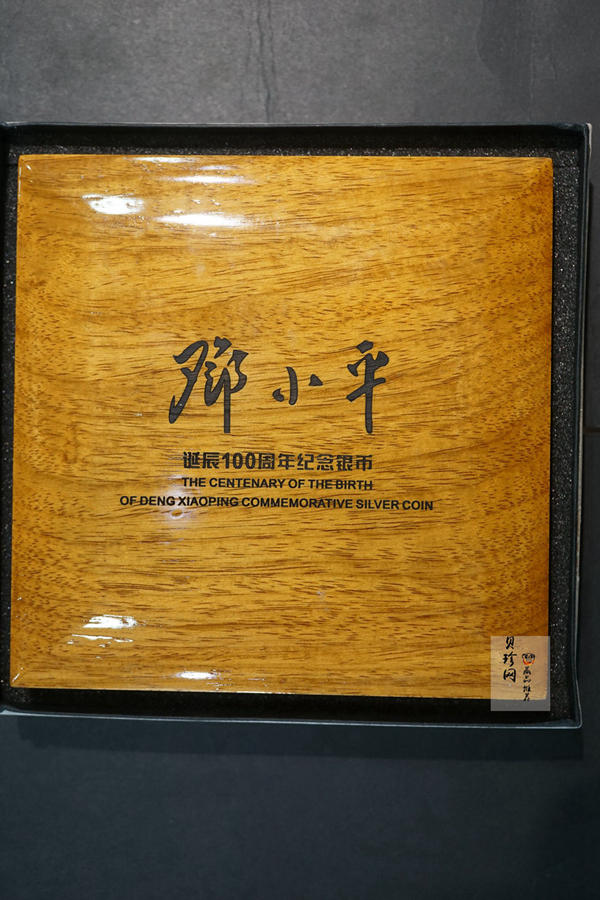 邓小平
诞辰100周年纪念银币
THE CENTENARY OF THE BIRTH
OF DENG XIAOPING COMMEMORATIVE SILVER COIN
贝珍网